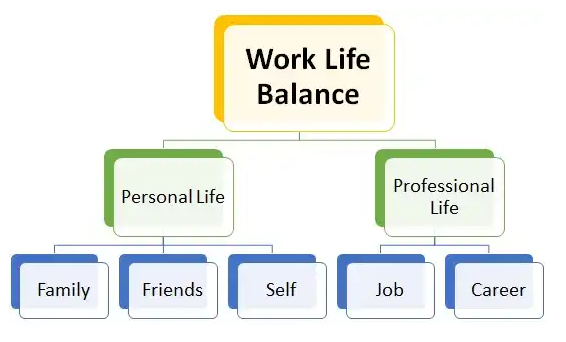 Work Life
Balance
Personal Life
Professional
Life
Family
Friends
Self
Job
Career